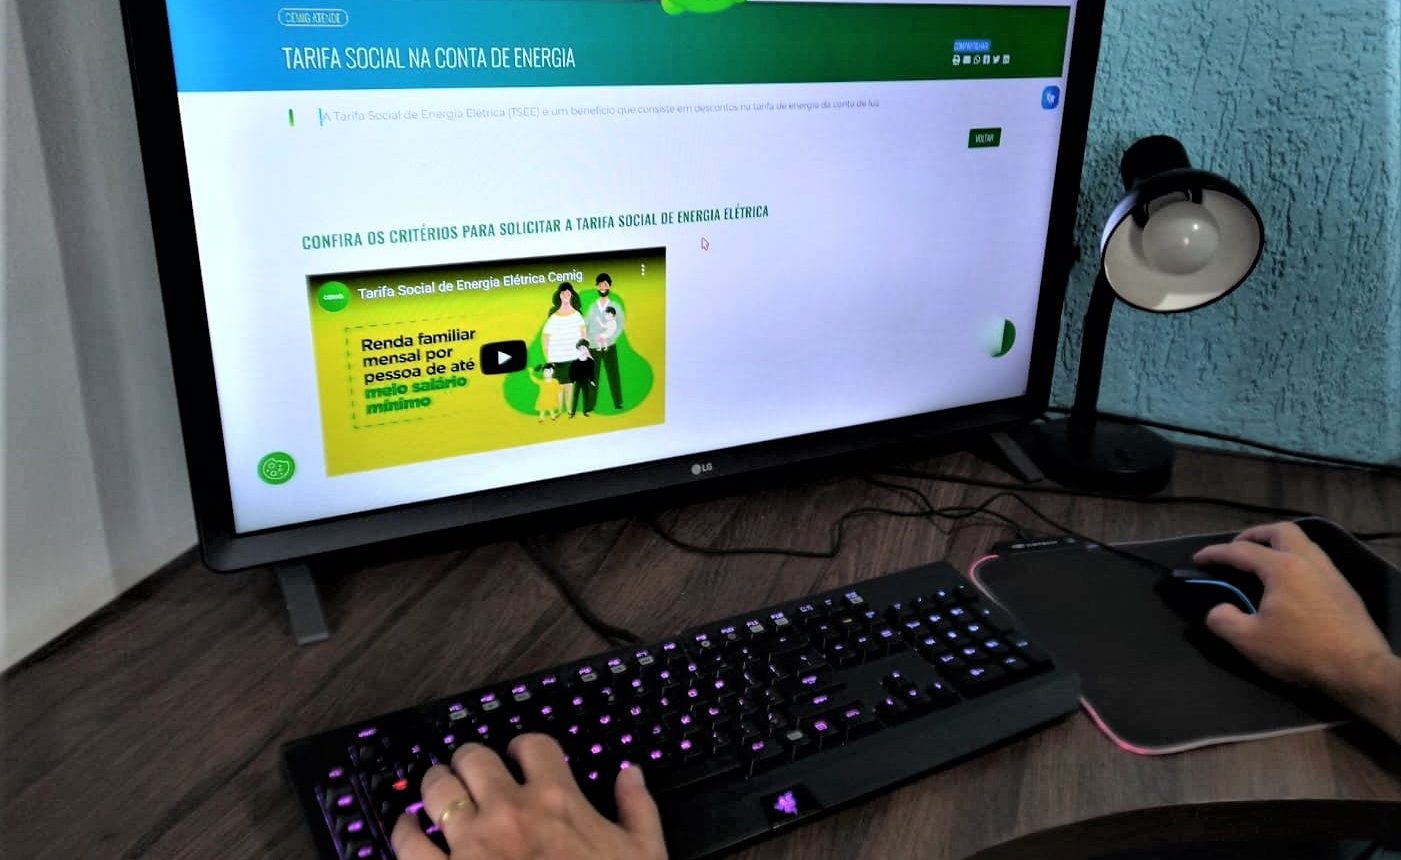 CEMIG ATENDE
TARIFA SOCIAL NA CONTA DE ENERGIA
COMPARTILHAR
A Tarifa Social de Energia Elétrica (TSEE) é um benefício que consiste em descontos na tarifa de energia da conta de luz.
VOLTAR
CONFIRA OS CRITÉRIOS PARA SOLICITAR A TARIFA SOCIAL DE ENERGIA ELÉTRICA
CEMIG
Tarifa Social de Energia Elétrica Cemig
Renda familiar
mensal por
pessoa de até
meio salário
mínimo
LG